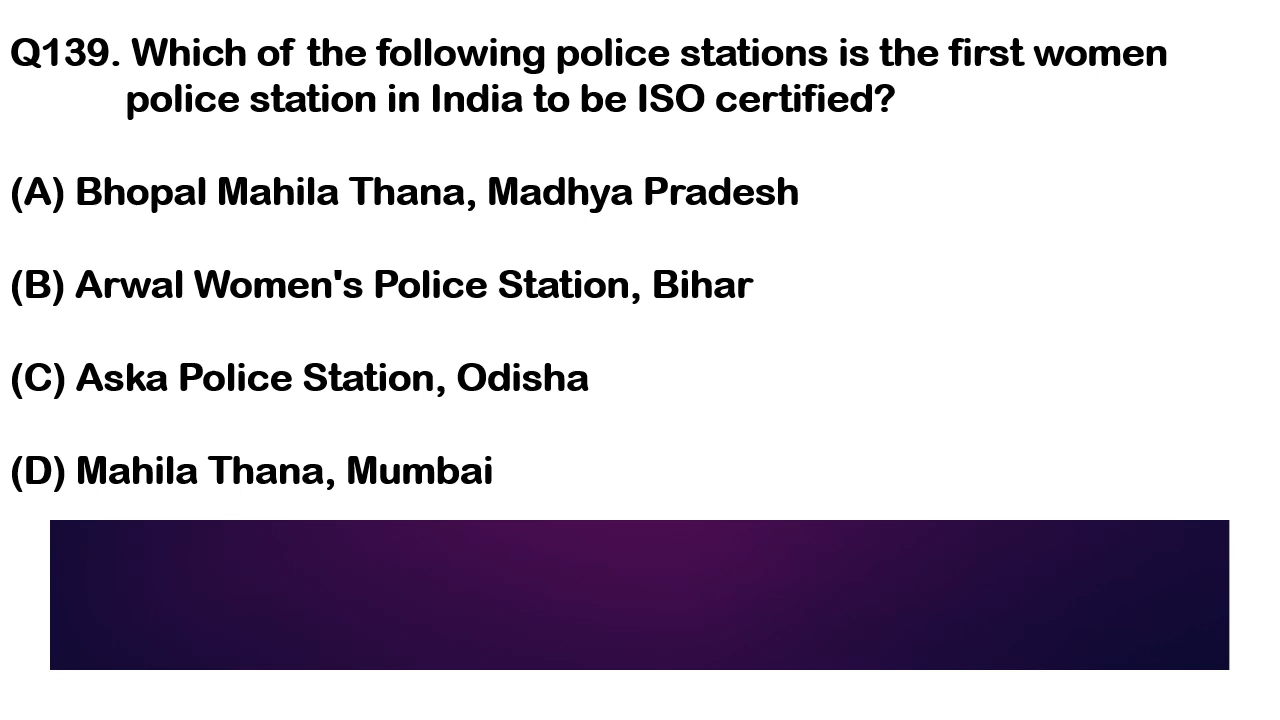 Q139. Which of the following police stations is the first women
police station in India to be ISO certified?
(A) Bhopal Mahila Thana, Madhya Pradesh
(B) Arwal Women's Police Station, Bihar
(C) Aska Police Station, Odisha
(D) Mahila Thana, Mumbai